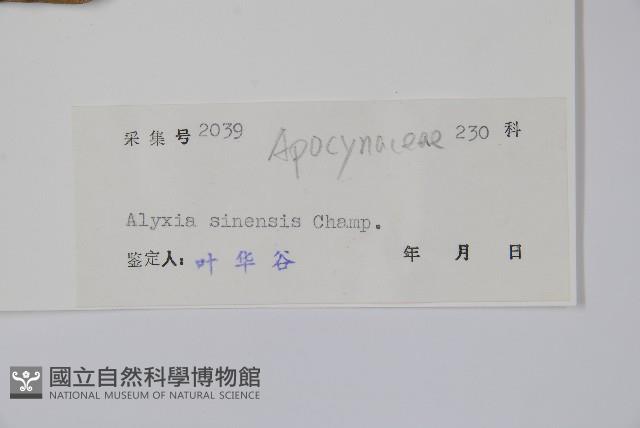 采集号 2039 Apocynaceae 230 科
Alyxia sinensis Champ.
鉴定人: 叶华谷 年 月 日
國立自然科學博物館
NATIONAL MUSEUM OF NATURAL SCIENCE